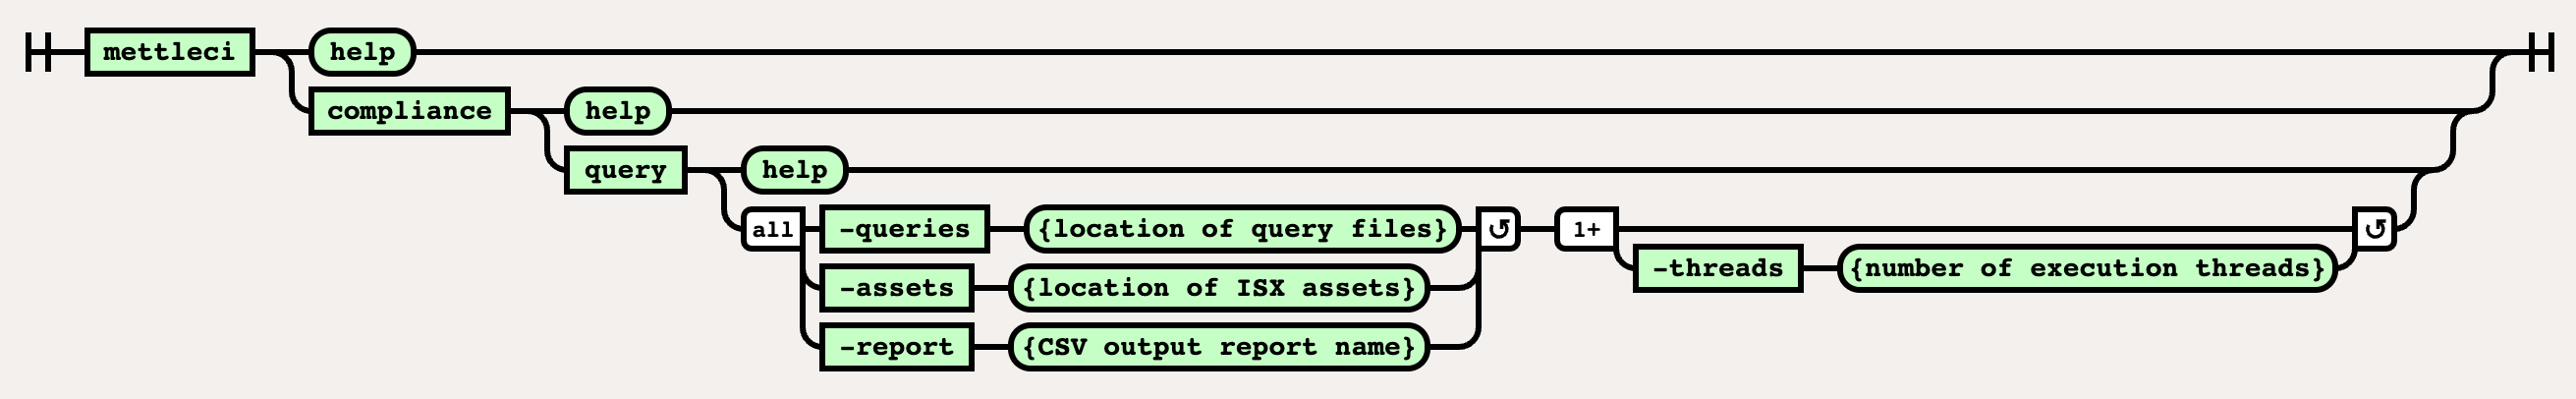 mettleci help
compliance help
query help
all -queries {location of query files} ↺ 1+ ↺
-threads {number of execution threads}
-assets {location of ISX assets}
-report {CSV output report name}